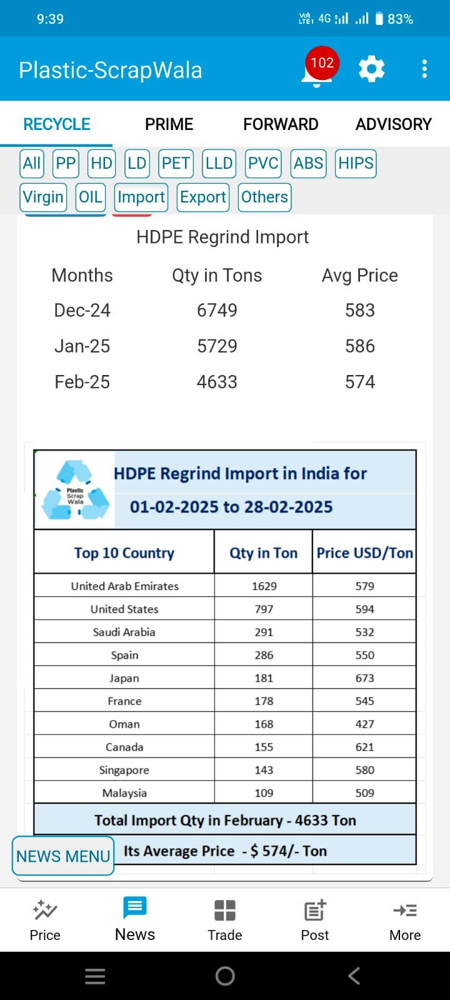 9:39 Vo) LTE1 4G 83%
Plastic-ScrapWala 102
RECYCLE PRIME FORWARD ADVISORY
All PP HD LD PET LLD PVC ABS HIPS
Virgin OIL Import Export Others
HDPE Regrind Import
Months Qty in Tons Avg Price
Dec-24 6749 583
Jan-25 5729 586
Feb-25 4633 574
Plastic
Scrap
Wala
HDPE Regrind Import in India for
01-02-2025 to 28-02-2025
Top 10 Country Qty in Ton Price USD/Ton
United Arab Emirates 1629 579
United States 797 594
Saudi Arabia 291 532
Spain 286 550
Japan 181 673
France 178 545
Oman 168 427
Canada 155 621
Singapore 143 580
Malaysia 109 509
Total Import Qty in February - 4633 Ton
Its Average Price - $ 574/- Ton
NEWS MENU
Price News Trade Post More